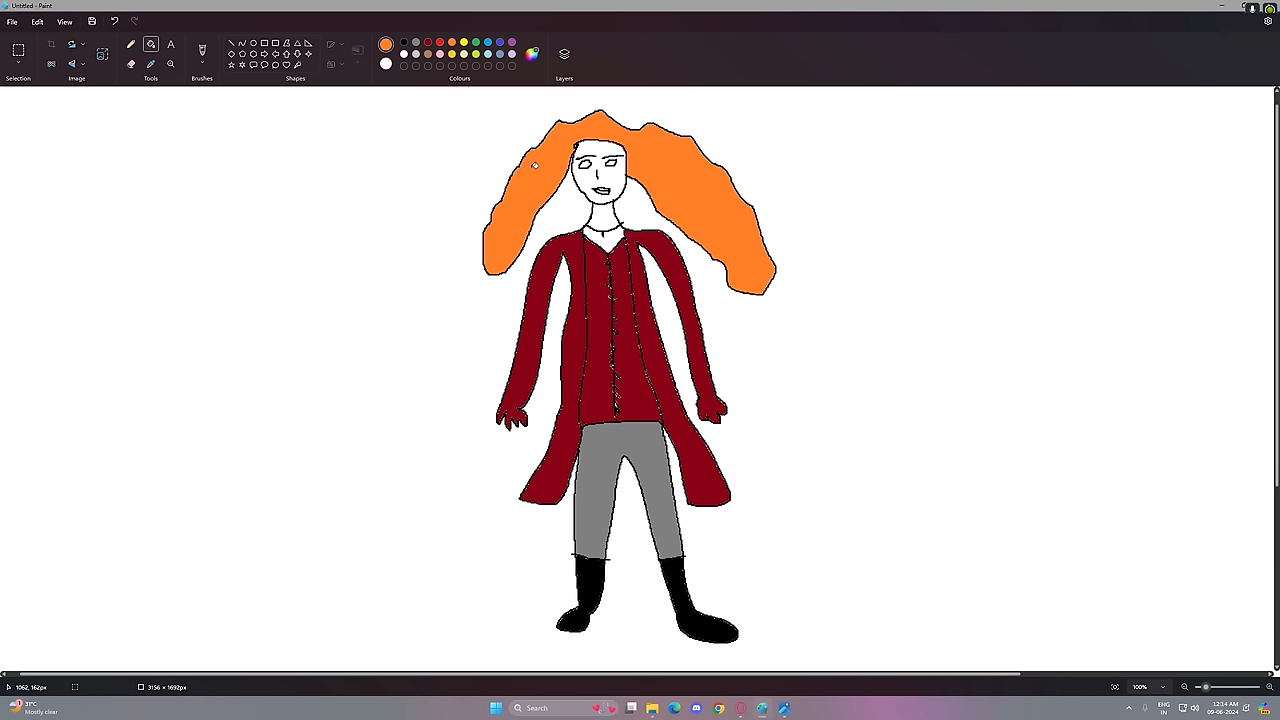 Untitled - Paint
File Edit View
Selection Image Tools Brushes Shapes Colours Layers
1062, 162px 3156 × 1692px 100%
31°C
Mostly clear
Search
ENG
IN
12:14 AM
09-06-2024